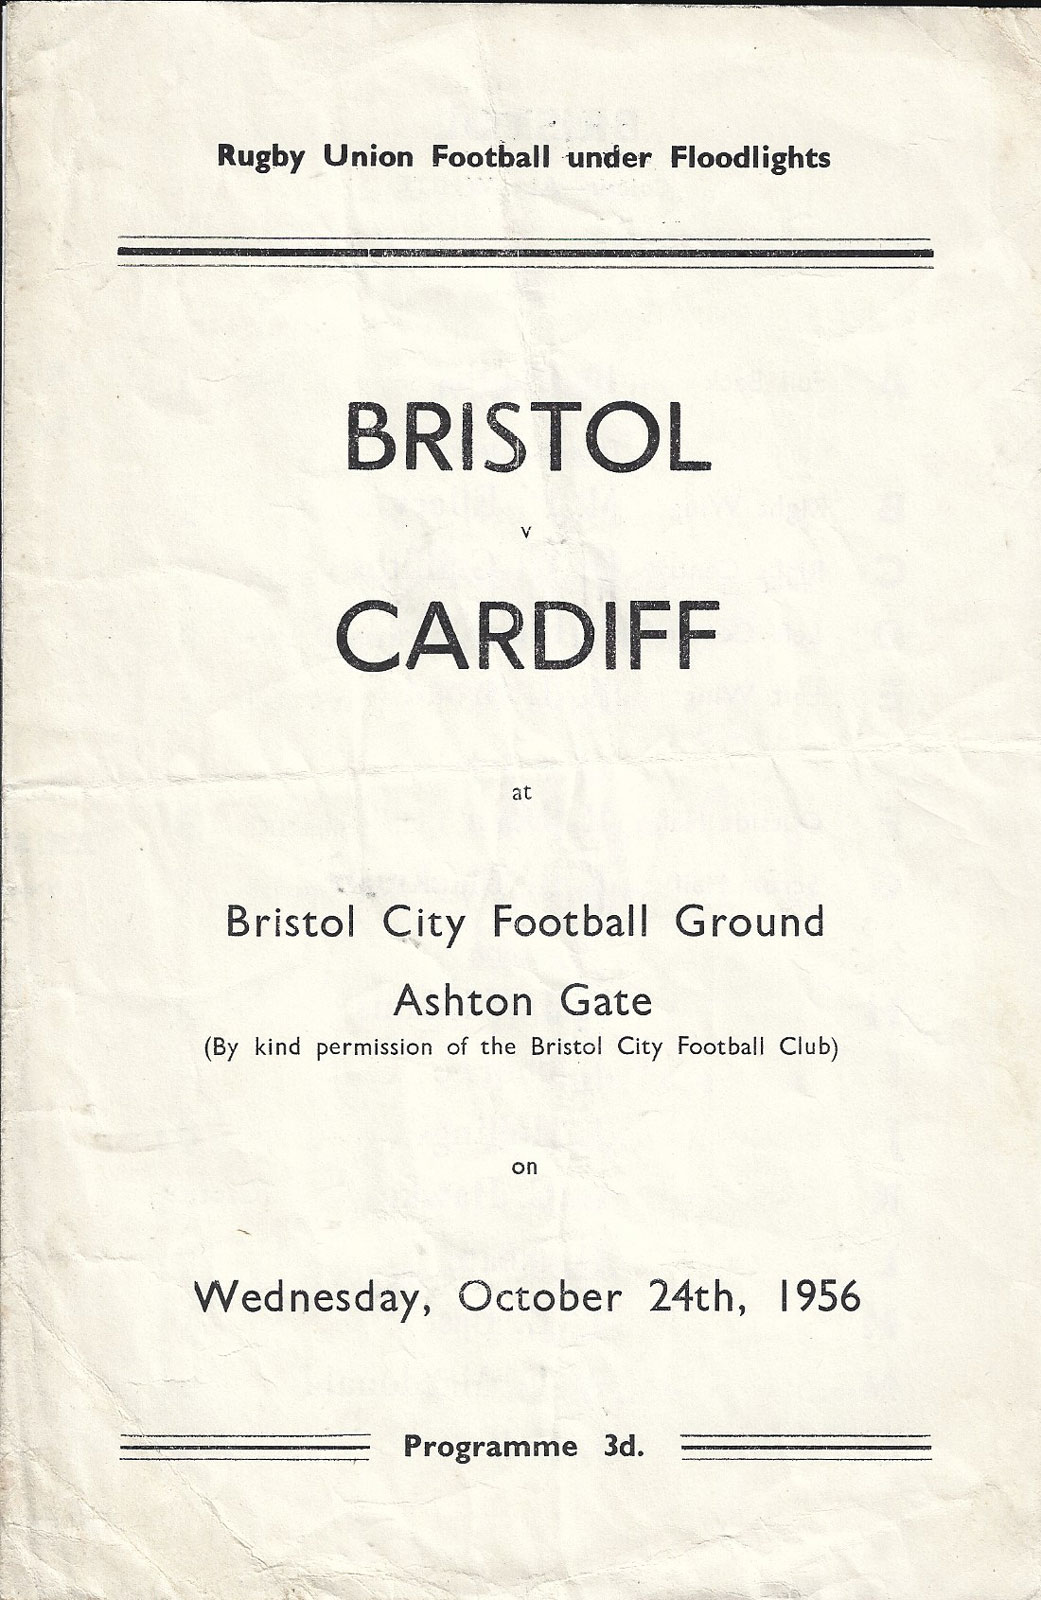 Rugby Union Football under Floodlights
BRISTOL
v
CARDIFF
at
Bristol City Football Ground
Ashton Gate
(By kind permission of the Bristol City Football Club)
on
Wednesday, October 24th, 1956
Programme 3d.